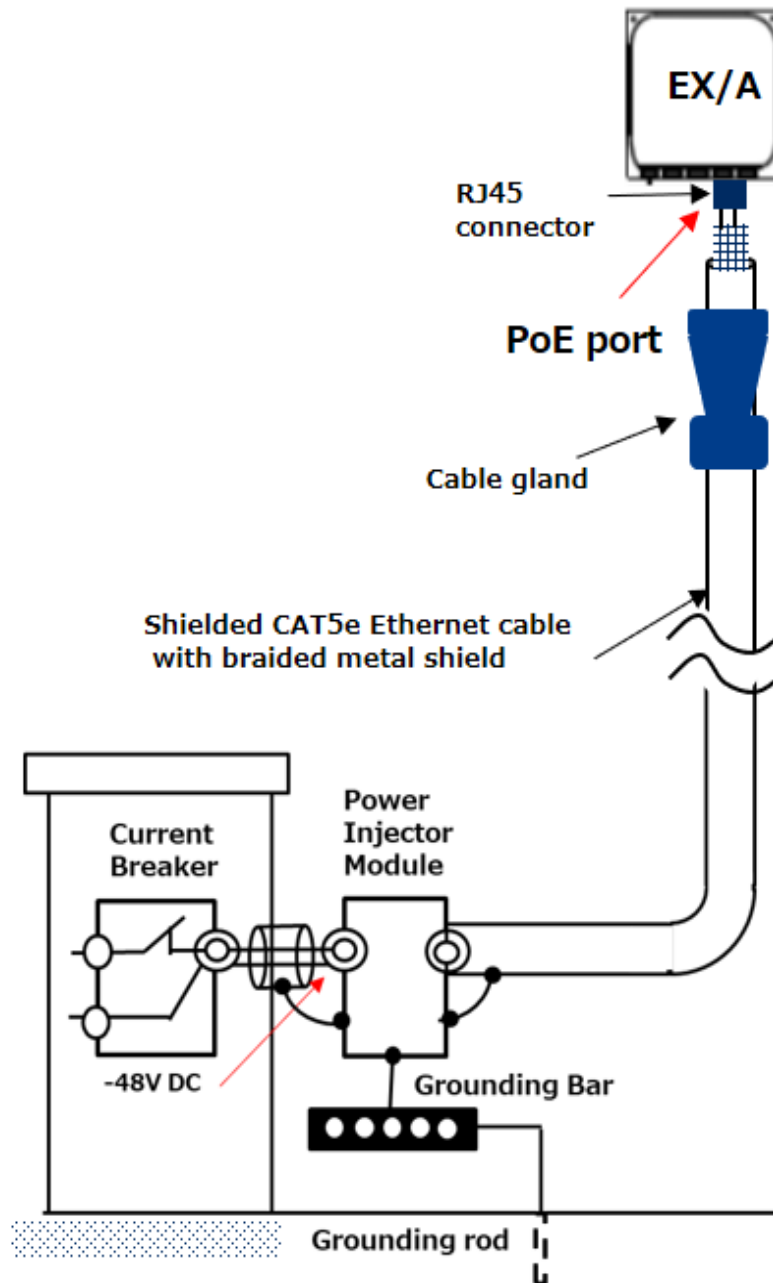 EX/A
RJ45
connector
PoE port
Cable gland
Shielded CAT5e Ethernet cable
with braided metal shield
Power
Injector
Module
Current
Breaker
-48V DC
Grounding Bar
Grounding rod